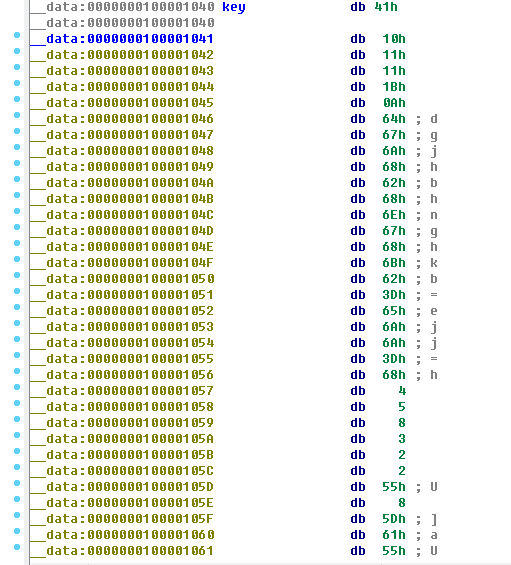 __data:0000000100001040 key db 41h
__data:0000000100001040
__data:0000000100001041 db 10h
__data:0000000100001042 db 11h
__data:0000000100001043 db 11h
__data:0000000100001044 db 1Bh
__data:0000000100001045 db 0Ah
__data:0000000100001046 db 64h ; d
__data:0000000100001047 db 67h ; g
__data:0000000100001048 db 6Ah ; j
__data:0000000100001049 db 68h ; h
__data:000000010000104A db 62h ; b
__data:000000010000104B db 68h ; h
__data:000000010000104C db 6Eh ; n
__data:000000010000104D db 67h ; g
__data:000000010000104E db 68h ; h
__data:000000010000104F db 6Bh ; k
__data:0000000100001050 db 62h ; b
__data:0000000100001051 db 3Dh ; =
__data:0000000100001052 db 65h ; e
__data:0000000100001053 db 6Ah ; j
__data:0000000100001054 db 6Ah ; j
__data:0000000100001055 db 3Dh ; =
__data:0000000100001056 db 68h ; h
__data:0000000100001057 db 4
__data:0000000100001058 db 5
__data:0000000100001059 db 8
__data:000000010000105A db 3
__data:000000010000105B db 2
__data:000000010000105C db 2
__data:000000010000105D db 55h ; U
__data:000000010000105E db 8
__data:000000010000105F db 5Dh ; ]
__data:0000000100001060 db 61h ; a
__data:0000000100001061 db 55h ; U